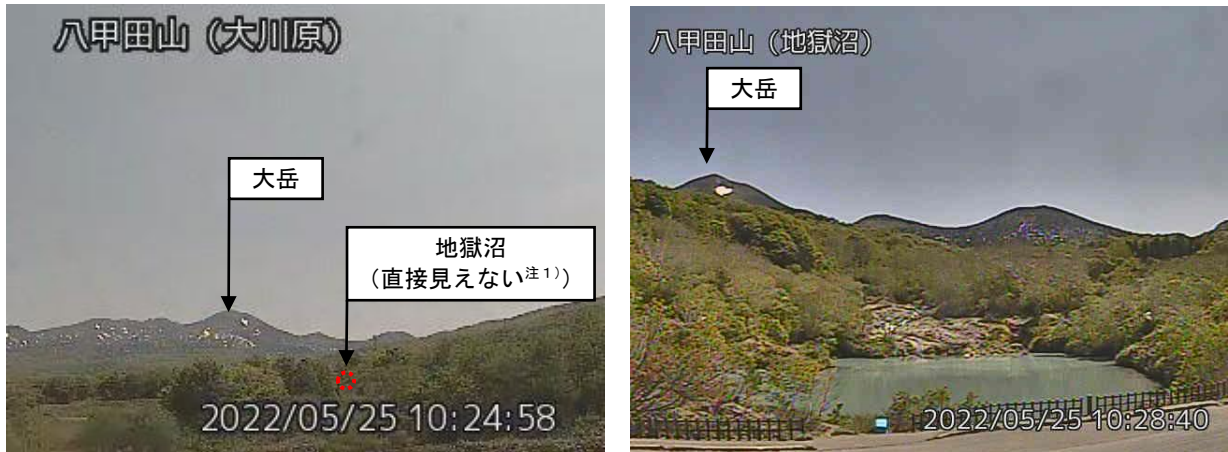 八甲田山（大川原）
大岳
地獄沼
（直接見えない注１））
2022/05/25 10:24:58
八甲田山（地獄沼）
大岳
2022/05/25 10:28:40